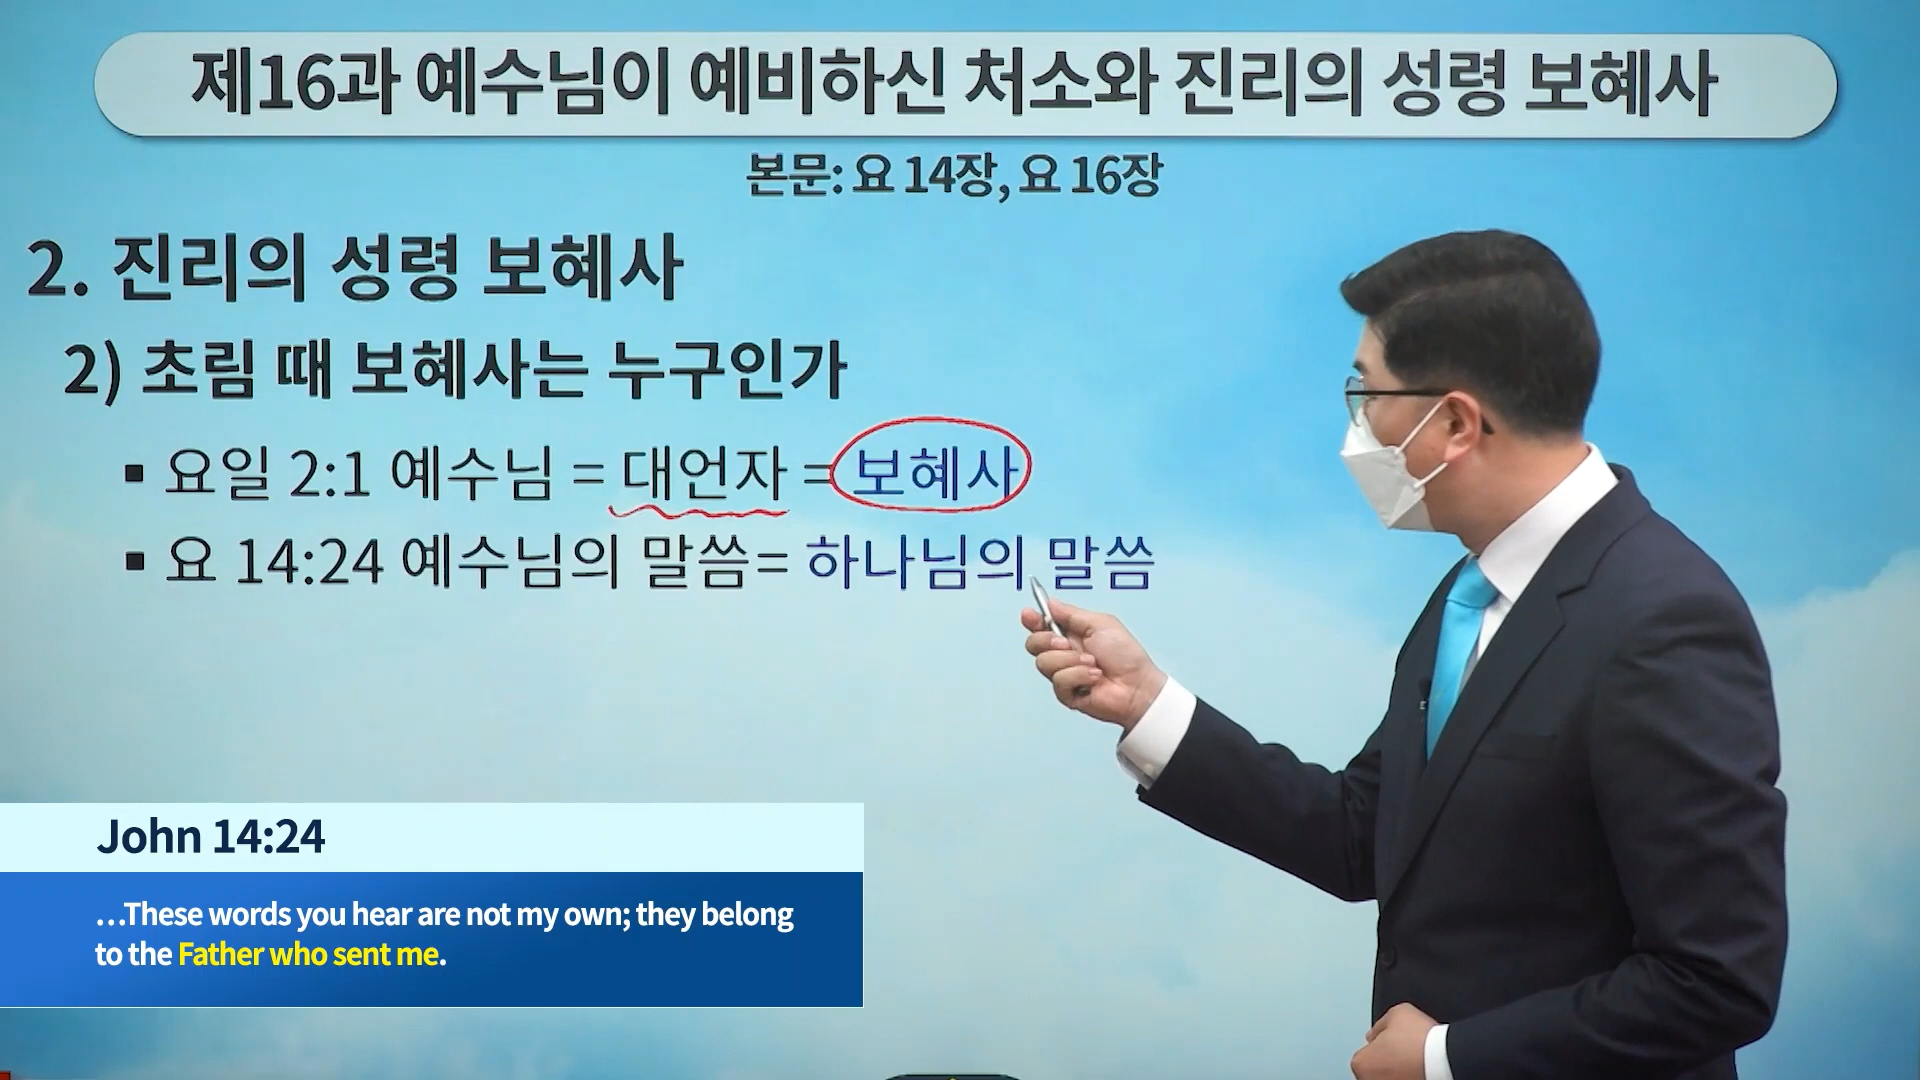 제16과 예수님이 예비하신 처소와 진리의 성령 보혜사
본문: 요 14장, 요 16장
2. 진리의 성령 보혜사
2) 초림 때 보혜사는 누구인가
▪ 요일 2:1 예수님 = 대언자 = 보혜사
▪ 요 14:24 예수님의 말씀= 하나님의 말씀
John 14:24
…These words you hear are not my own; they belong
to the Father who sent me.